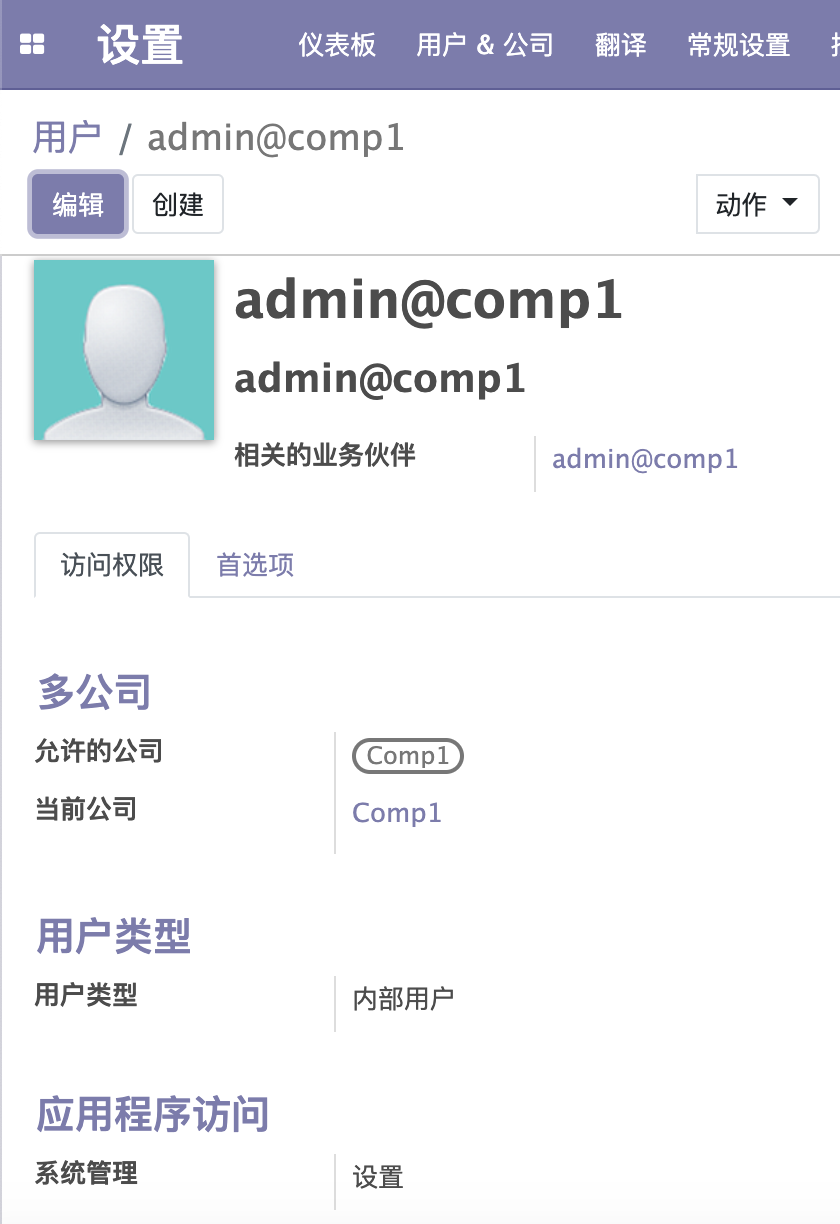 设置 仪表板 用户 & 公司 翻译 常规设置
用户 / admin@comp1
编辑 创建 动作
admin@comp1
admin@comp1
相关的业务伙伴 admin@comp1
访问权限 首选项
多公司
允许的公司 Comp1
当前公司 Comp1
用户类型
用户类型 内部用户
应用程序访问
系统管理 设置